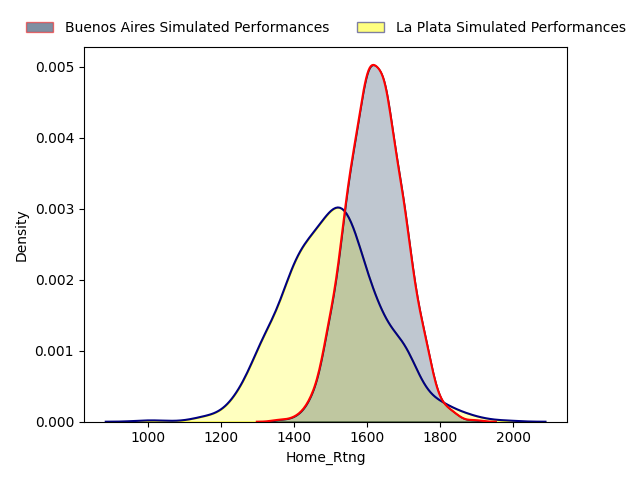 Buenos Aires Simulated Performances
La Plata Simulated Performances
0.005
0.004
0.003
0.002
0.001
0.000
Density
1000 1200 1400 1600 1800 2000
Home_Rtng